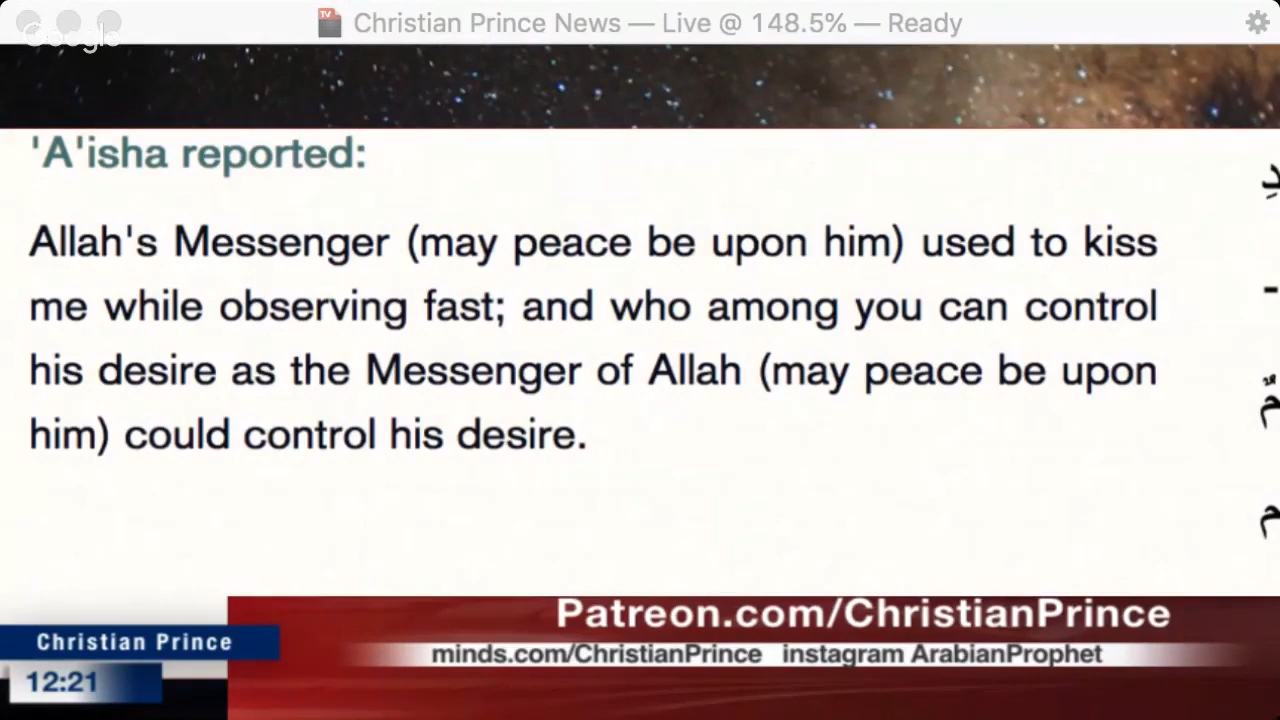 Christian Prince News — Live @ 148.5% — Ready
Google
'A'isha reported:
Allah's Messenger (may peace be upon him) used to kiss
me while observing fast; and who among you can control
his desire as the Messenger of Allah (may peace be upon
him) could control his desire.
Patreon.com/ChristianPrince
Christian Prince
minds.com/ChristianPrince instagram ArabianProphet
12:21